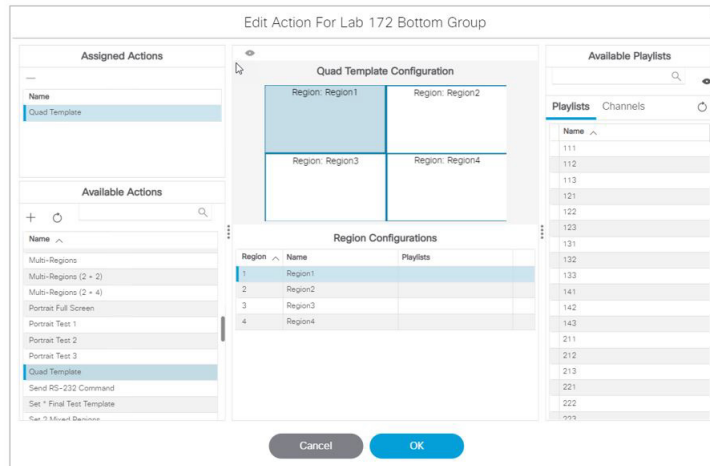 Edit Action For Lab 172 Bottom Group
Assigned Actions
Name
Quad Template
Available Actions
Name
Multi-Regions
Multi-Regions (2 + 2)
Multi-Regions (2 + 4)
Portrait Full Screen
Portrait Test 1
Portrait Test 2
Portrait Test 3
Quad Template
Send RS-232 Command
Set * Final Test Template
Set 2 Mixed Regions
Quad Template Configuration
Region: Region1
Region: Region2
Region: Region3
Region: Region4
Region Configurations
Region Name Playlists
1 Region1
2 Region2
3 Region3
4 Region4
Available Playlists
Playlists Channels
Name
111
112
113
121
122
123
131
132
133
141
142
143
211
212
213
221
222
223
Cancel OK